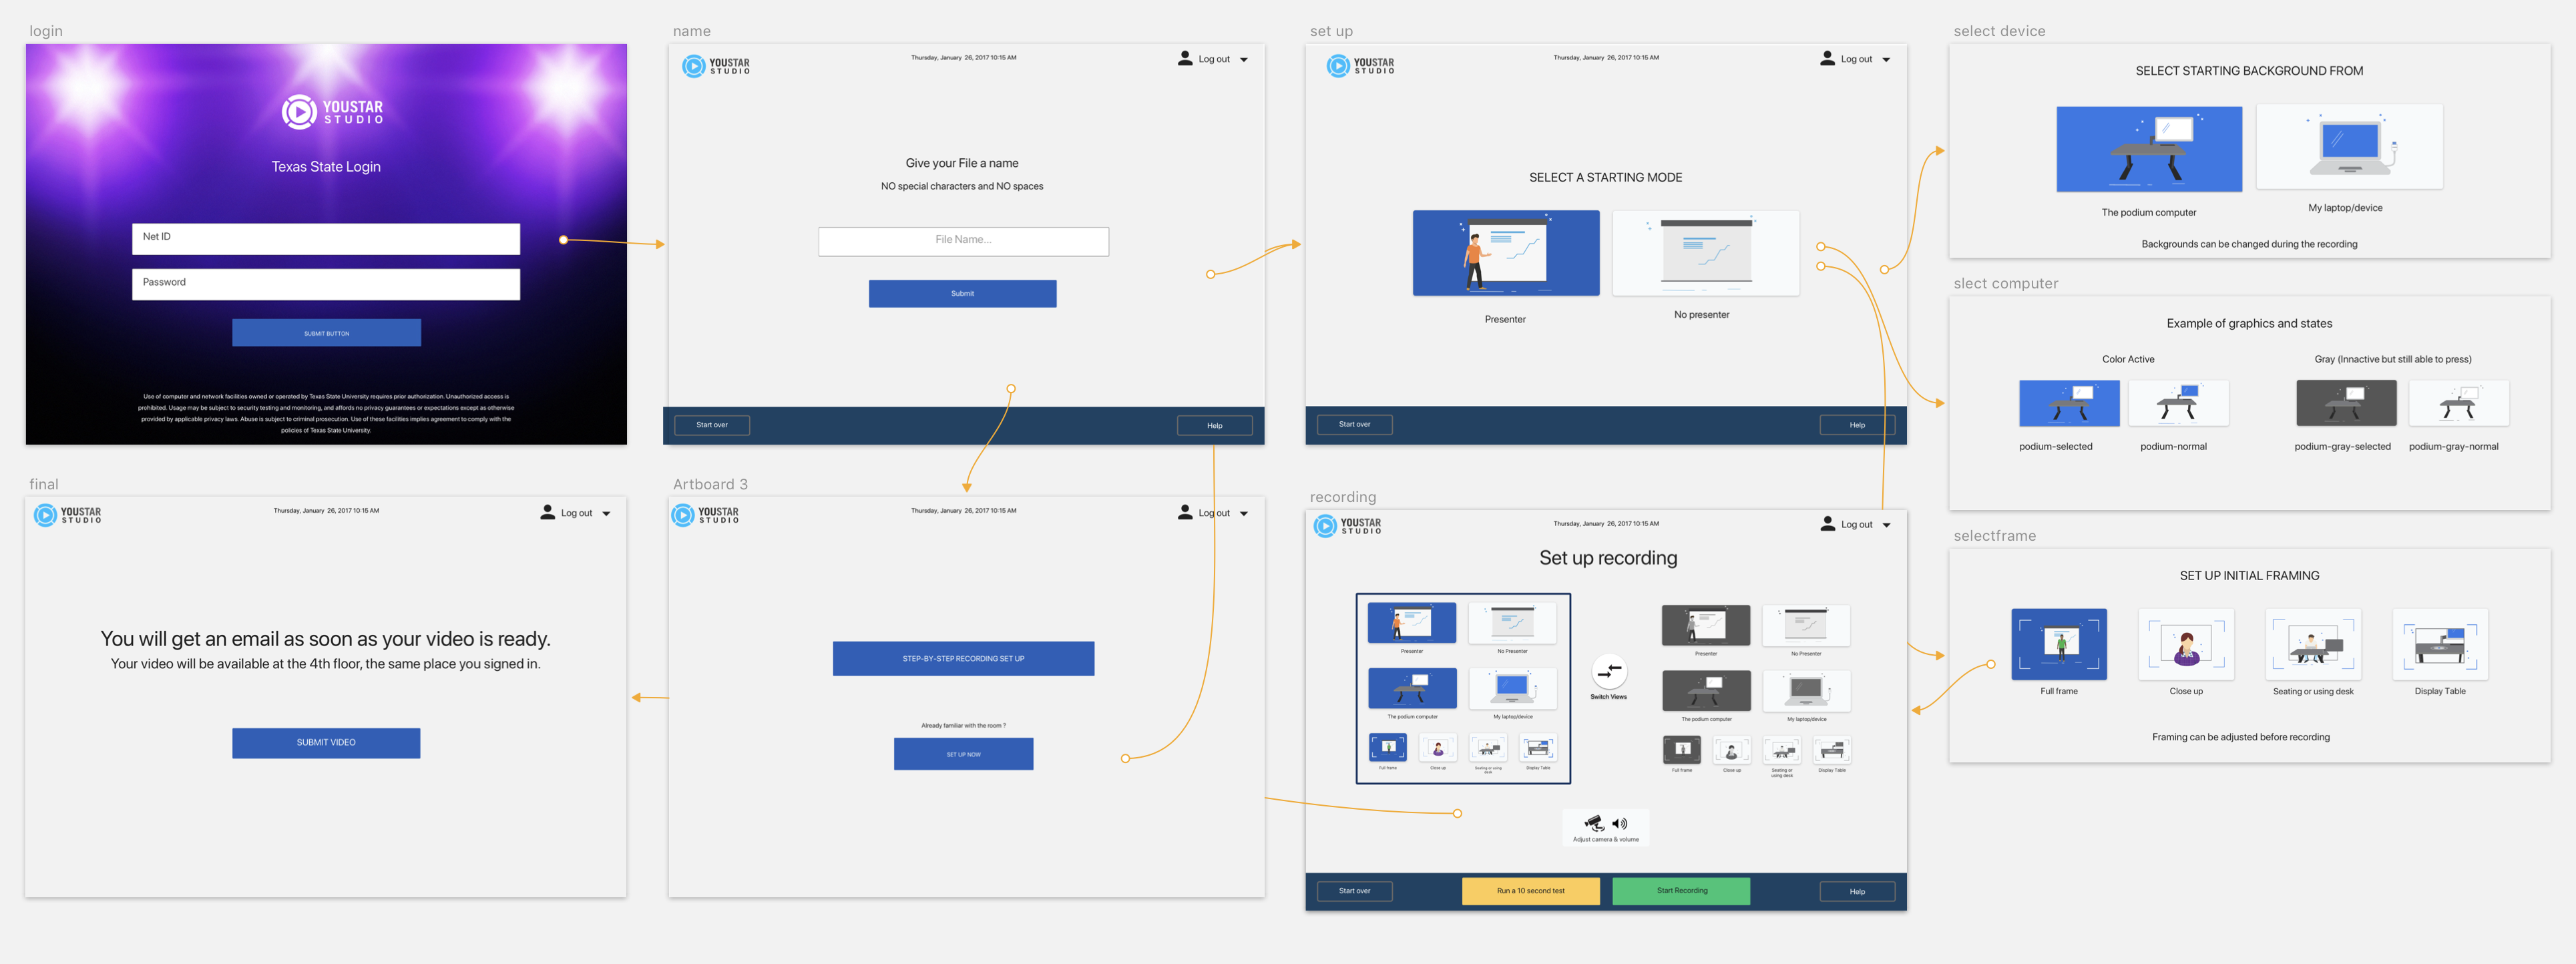 login
YOUSTAR
STUDIO
Texas State Login
Net ID
Password
SUBMIT BUTTON
Use of computer and network facilities owned or operated by Texas State University requires prior authorization. Unauthorized access is
prohibited. Usage may be subject to security testing and monitoring, and affords no privacy guarantees or expectations except as otherwise
provided by applicable privacy laws. Abuse is subject to criminal prosecution. Use of these facilities implies agreement to comply with the
policies of Texas State University.
name
YOUSTAR
STUDIO
Thursday, January 26, 2017 10:15 AM
Log out
Give your File a name
NO special characters and NO spaces
File Name...
Submit
Start over
Help
set up
YOUSTAR
STUDIO
Thursday, January 26, 2017 10:15 AM
Log out
SELECT A STARTING MODE
Presenter
No presenter
Start over
Help
select device
SELECT STARTING BACKGROUND FROM
The podium computer
My laptop/device
Backgrounds can be changed during the recording
slect computer
Example of graphics and states
Color Active
Gray (Innactive but still able to press)
podium-selected
podium-normal
podium-gray-selected
podium-gray-normal
final
YOUSTAR
STUDIO
Thursday, January 26, 2017 10:15 AM
Log out
You will get an email as soon as your video is ready.
Your video will be available at the 4th floor, the same place you signed in.
SUBMIT VIDEO
Artboard 3
YOUSTAR
STUDIO
Thursday, January 26, 2017 10:15 AM
Log out
STEP-BY-STEP RECORDING SET UP
Already familiar with the room ?
SET UP NOW
recording
YOUSTAR
STUDIO
Thursday, January 26, 2017 10:15 AM
Log out
Set up recording
Presenter
No Presenter
The podium computer
My laptop/device
Full frame
Close up
Seating or using
desk
Display Table
Switch Views
Presenter
No Presenter
The podium computer
My laptop/device
Full frame
Close up
Seating or
using desk
Display Table
Adjust camera & volume
Start over
Run a 10 second test
Start Recording
Help
selectframe
SET UP INITIAL FRAMING
Full frame
Close up
Seating or using desk
Display Table
Framing can be adjusted before recording